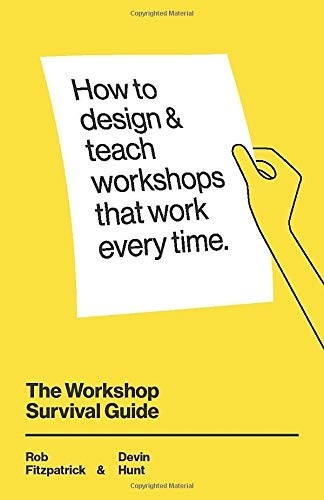 How to
design &
teach
workshops
that work
every time.
The Workshop
Survival Guide
Rob
Fitzpatrick & Devin
Hunt